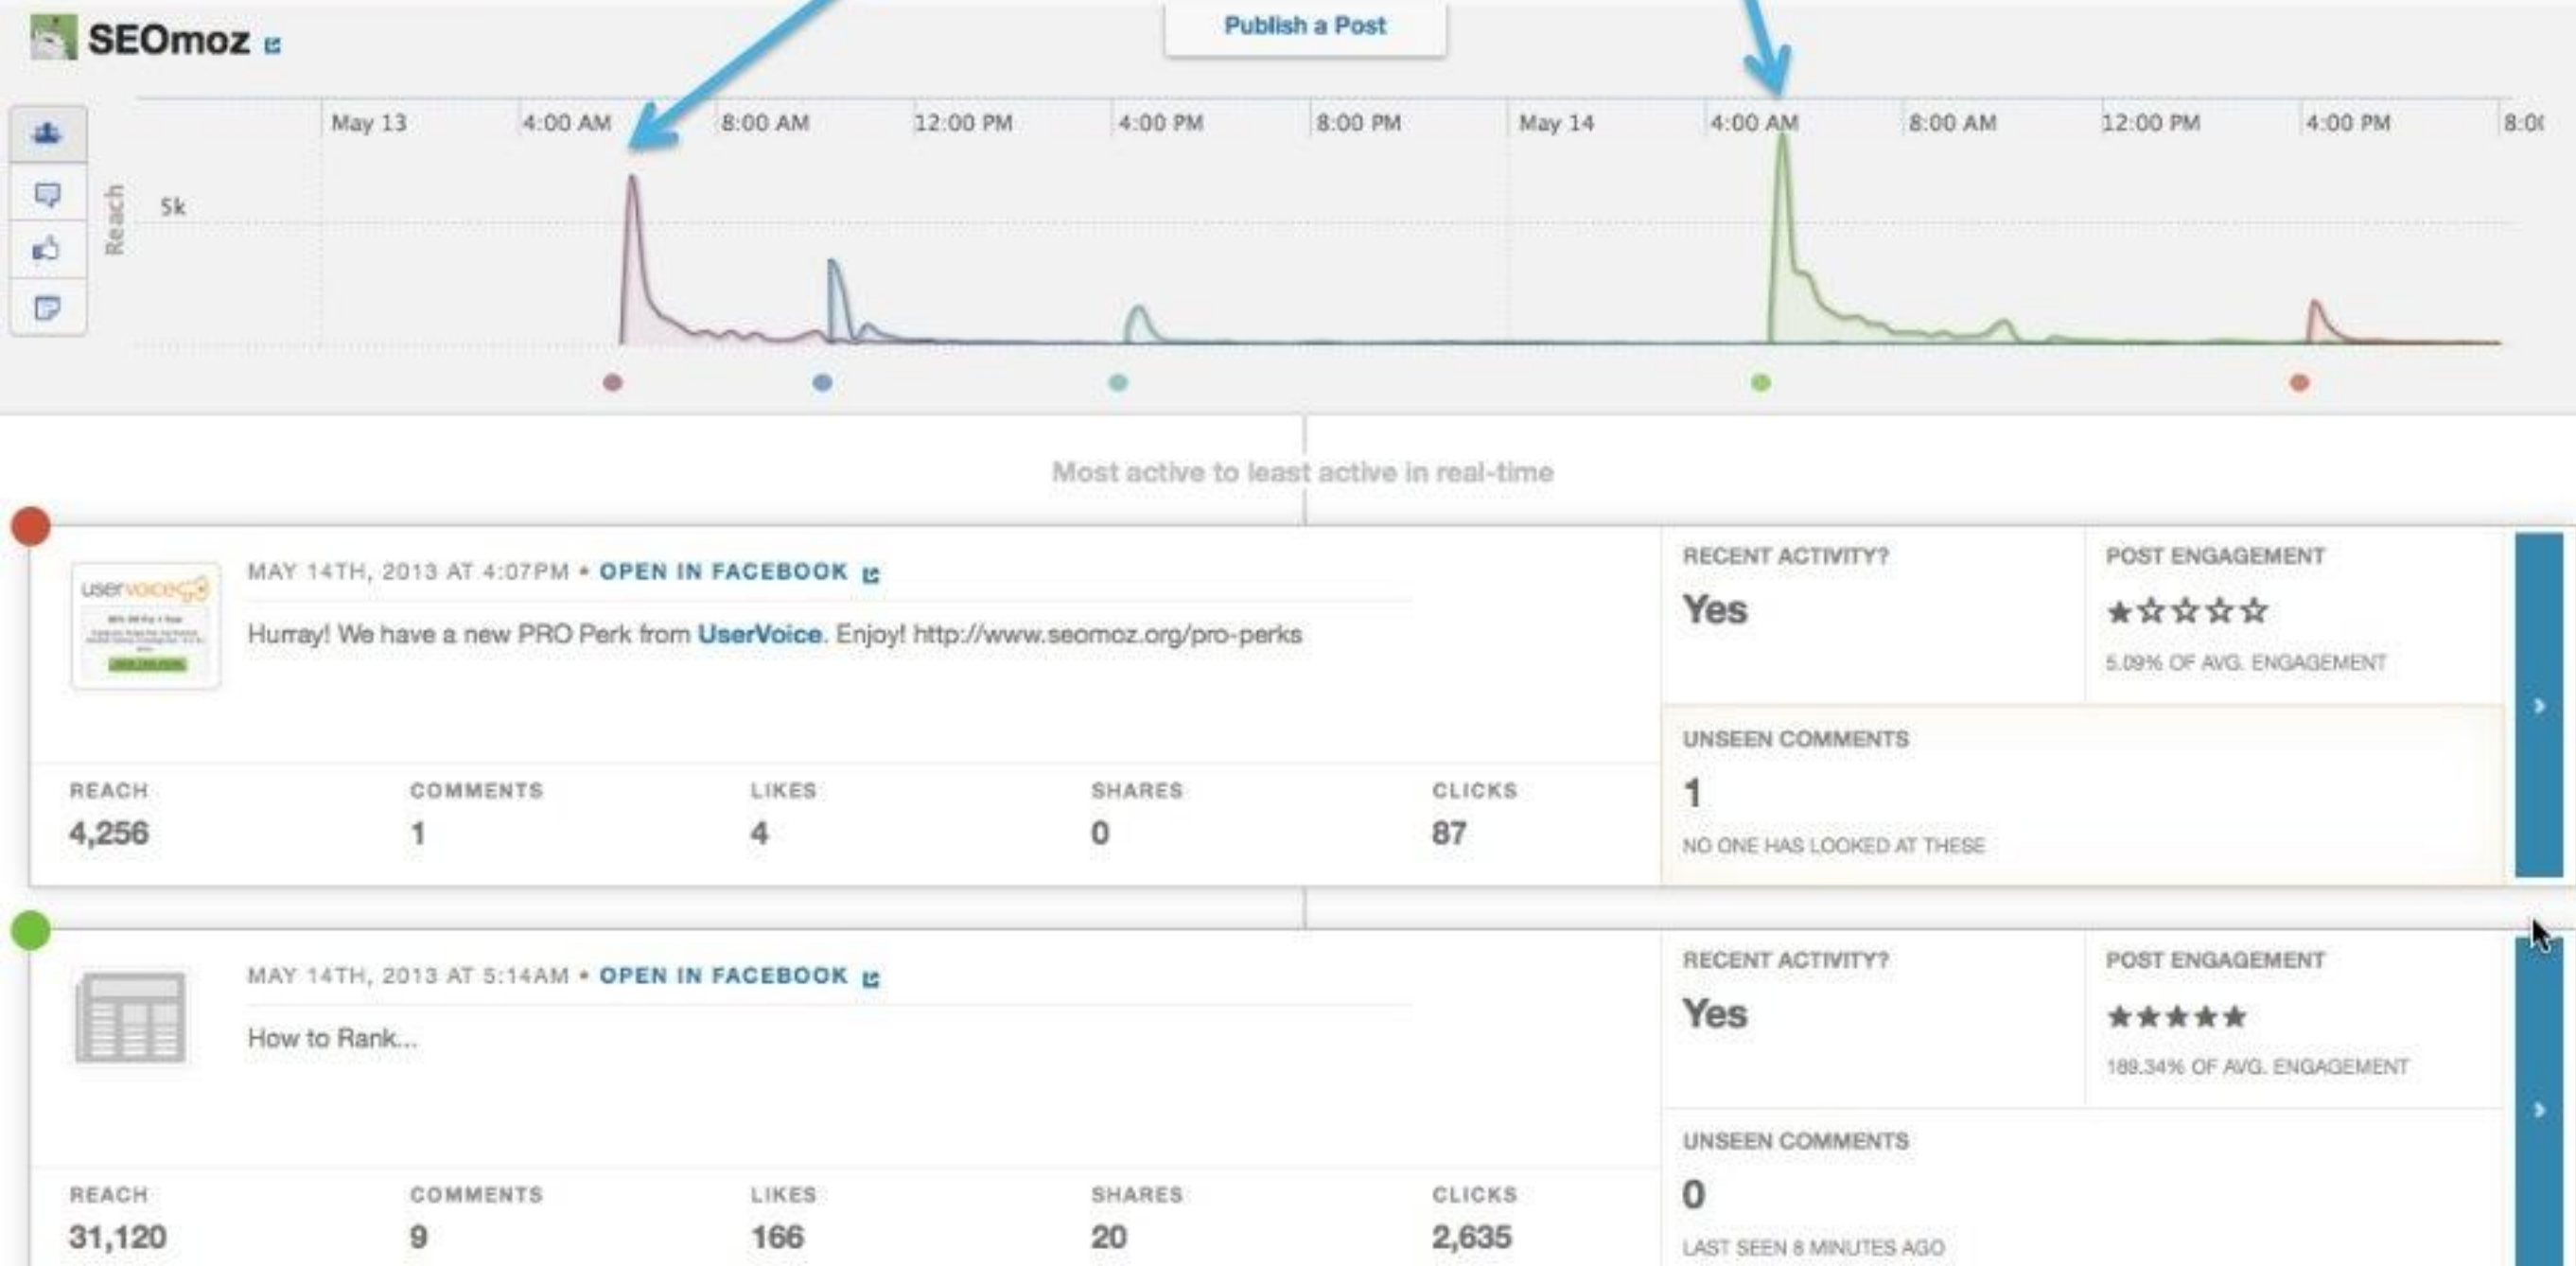 SEOmoz
Publish a Post
May 13 4:00 AM 8:00 AM 12:00 PM 4:00 PM 8:00 PM May 14 4:00 AM 8:00 AM 12:00 PM 4:00 PM
5k
Reach
Most active to least active in real-time
uservoice
MAY 14TH, 2013 AT 4:07PM • OPEN IN FACEBOOK
Hurray! We have a new PRO Perk from UserVoice. Enjoy! http://www.seomoz.org/pro-perks
REACH COMMENTS LIKES SHARES CLICKS
4,256 1 4 0 87
RECENT ACTIVITY?
Yes
POST ENGAGEMENT
5.09% OF AVG. ENGAGEMENT
UNSEEN COMMENTS
1
NO ONE HAS LOOKED AT THESE
MAY 14TH, 2013 AT 5:14AM • OPEN IN FACEBOOK
How to Rank...
REACH COMMENTS LIKES SHARES CLICKS
31,120 9 166 20 2,635
RECENT ACTIVITY?
Yes
POST ENGAGEMENT
189.34% OF AVG. ENGAGEMENT
UNSEEN COMMENTS
0
LAST SEEN 8 MINUTES AGO